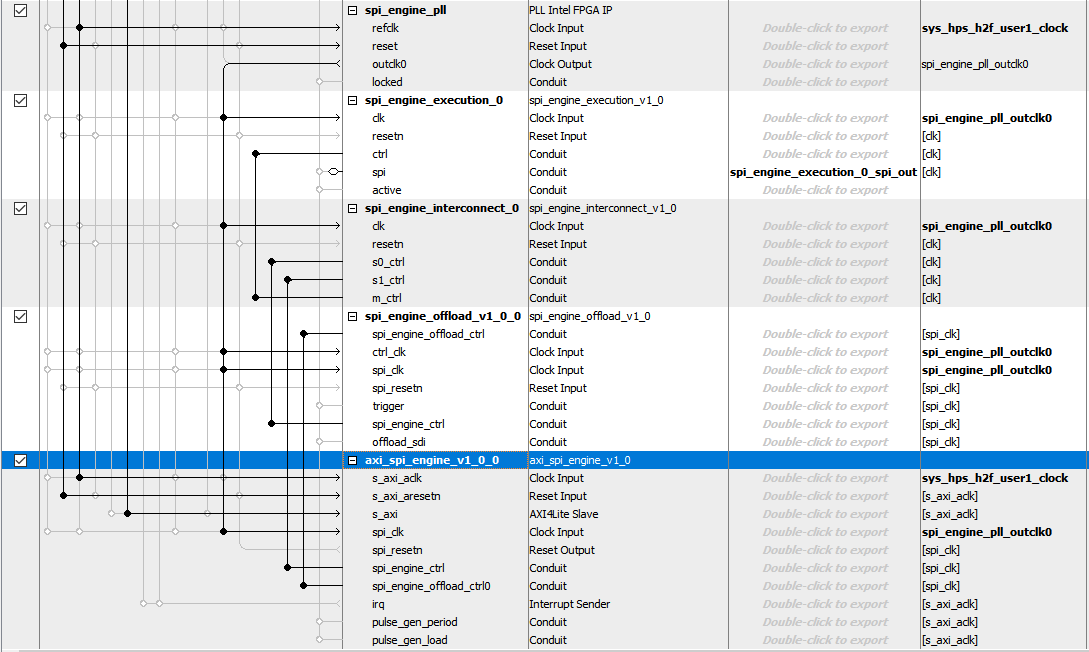 spi_engine_pll PLL Intel FPGA IP
refclk Clock Input Double-click to export sys_hps_h2f_user1_clock
reset Reset Input Double-click to export
outclk0 Clock Output Double-click to export spi_engine_pll_outclk0
locked Conduit Double-click to export
spi_engine_execution_0 spi_engine_execution_v1_0
clk Clock Input Double-click to export spi_engine_pll_outclk0
resetn Reset Input Double-click to export [clk]
ctrl Conduit Double-click to export [clk]
spi Conduit spi_engine_execution_0_spi_out [clk]
active Conduit Double-click to export
spi_engine_interconnect_0 spi_engine_interconnect_v1_0
clk Clock Input Double-click to export spi_engine_pll_outclk0
resetn Reset Input Double-click to export [clk]
s0_ctrl Conduit Double-click to export [clk]
s1_ctrl Conduit Double-click to export [clk]
m_ctrl Conduit Double-click to export [clk]
spi_engine_offload_v1_0_0 spi_engine_offload_v1_0
spi_engine_offload_ctrl Conduit Double-click to export [spi_clk]
ctrl_clk Clock Input Double-click to export spi_engine_pll_outclk0
spi_clk Clock Input Double-click to export spi_engine_pll_outclk0
spi_resetn Reset Input Double-click to export [spi_clk]
trigger Conduit Double-click to export [spi_clk]
spi_engine_ctrl Conduit Double-click to export [spi_clk]
offload_sdi Conduit Double-click to export [spi_clk]
axi_spi_engine_v1_0_0 axi_spi_engine_v1_0
s_axi_aclk Clock Input Double-click to export sys_hps_h2f_user1_clock
s_axi_aresetn Reset Input Double-click to export [s_axi_aclk]
s_axi AXI4Lite Slave Double-click to export [s_axi_aclk]
spi_clk Clock Input Double-click to export spi_engine_pll_outclk0
spi_resetn Reset Output Double-click to export [spi_clk]
spi_engine_ctrl Conduit Double-click to export [spi_clk]
spi_engine_offload_ctrl0 Conduit Double-click to export [spi_clk]
irq Interrupt Sender Double-click to export [s_axi_aclk]
pulse_gen_period Conduit Double-click to export [s_axi_aclk]
pulse_gen_load Conduit Double-click to export [s_axi_aclk]